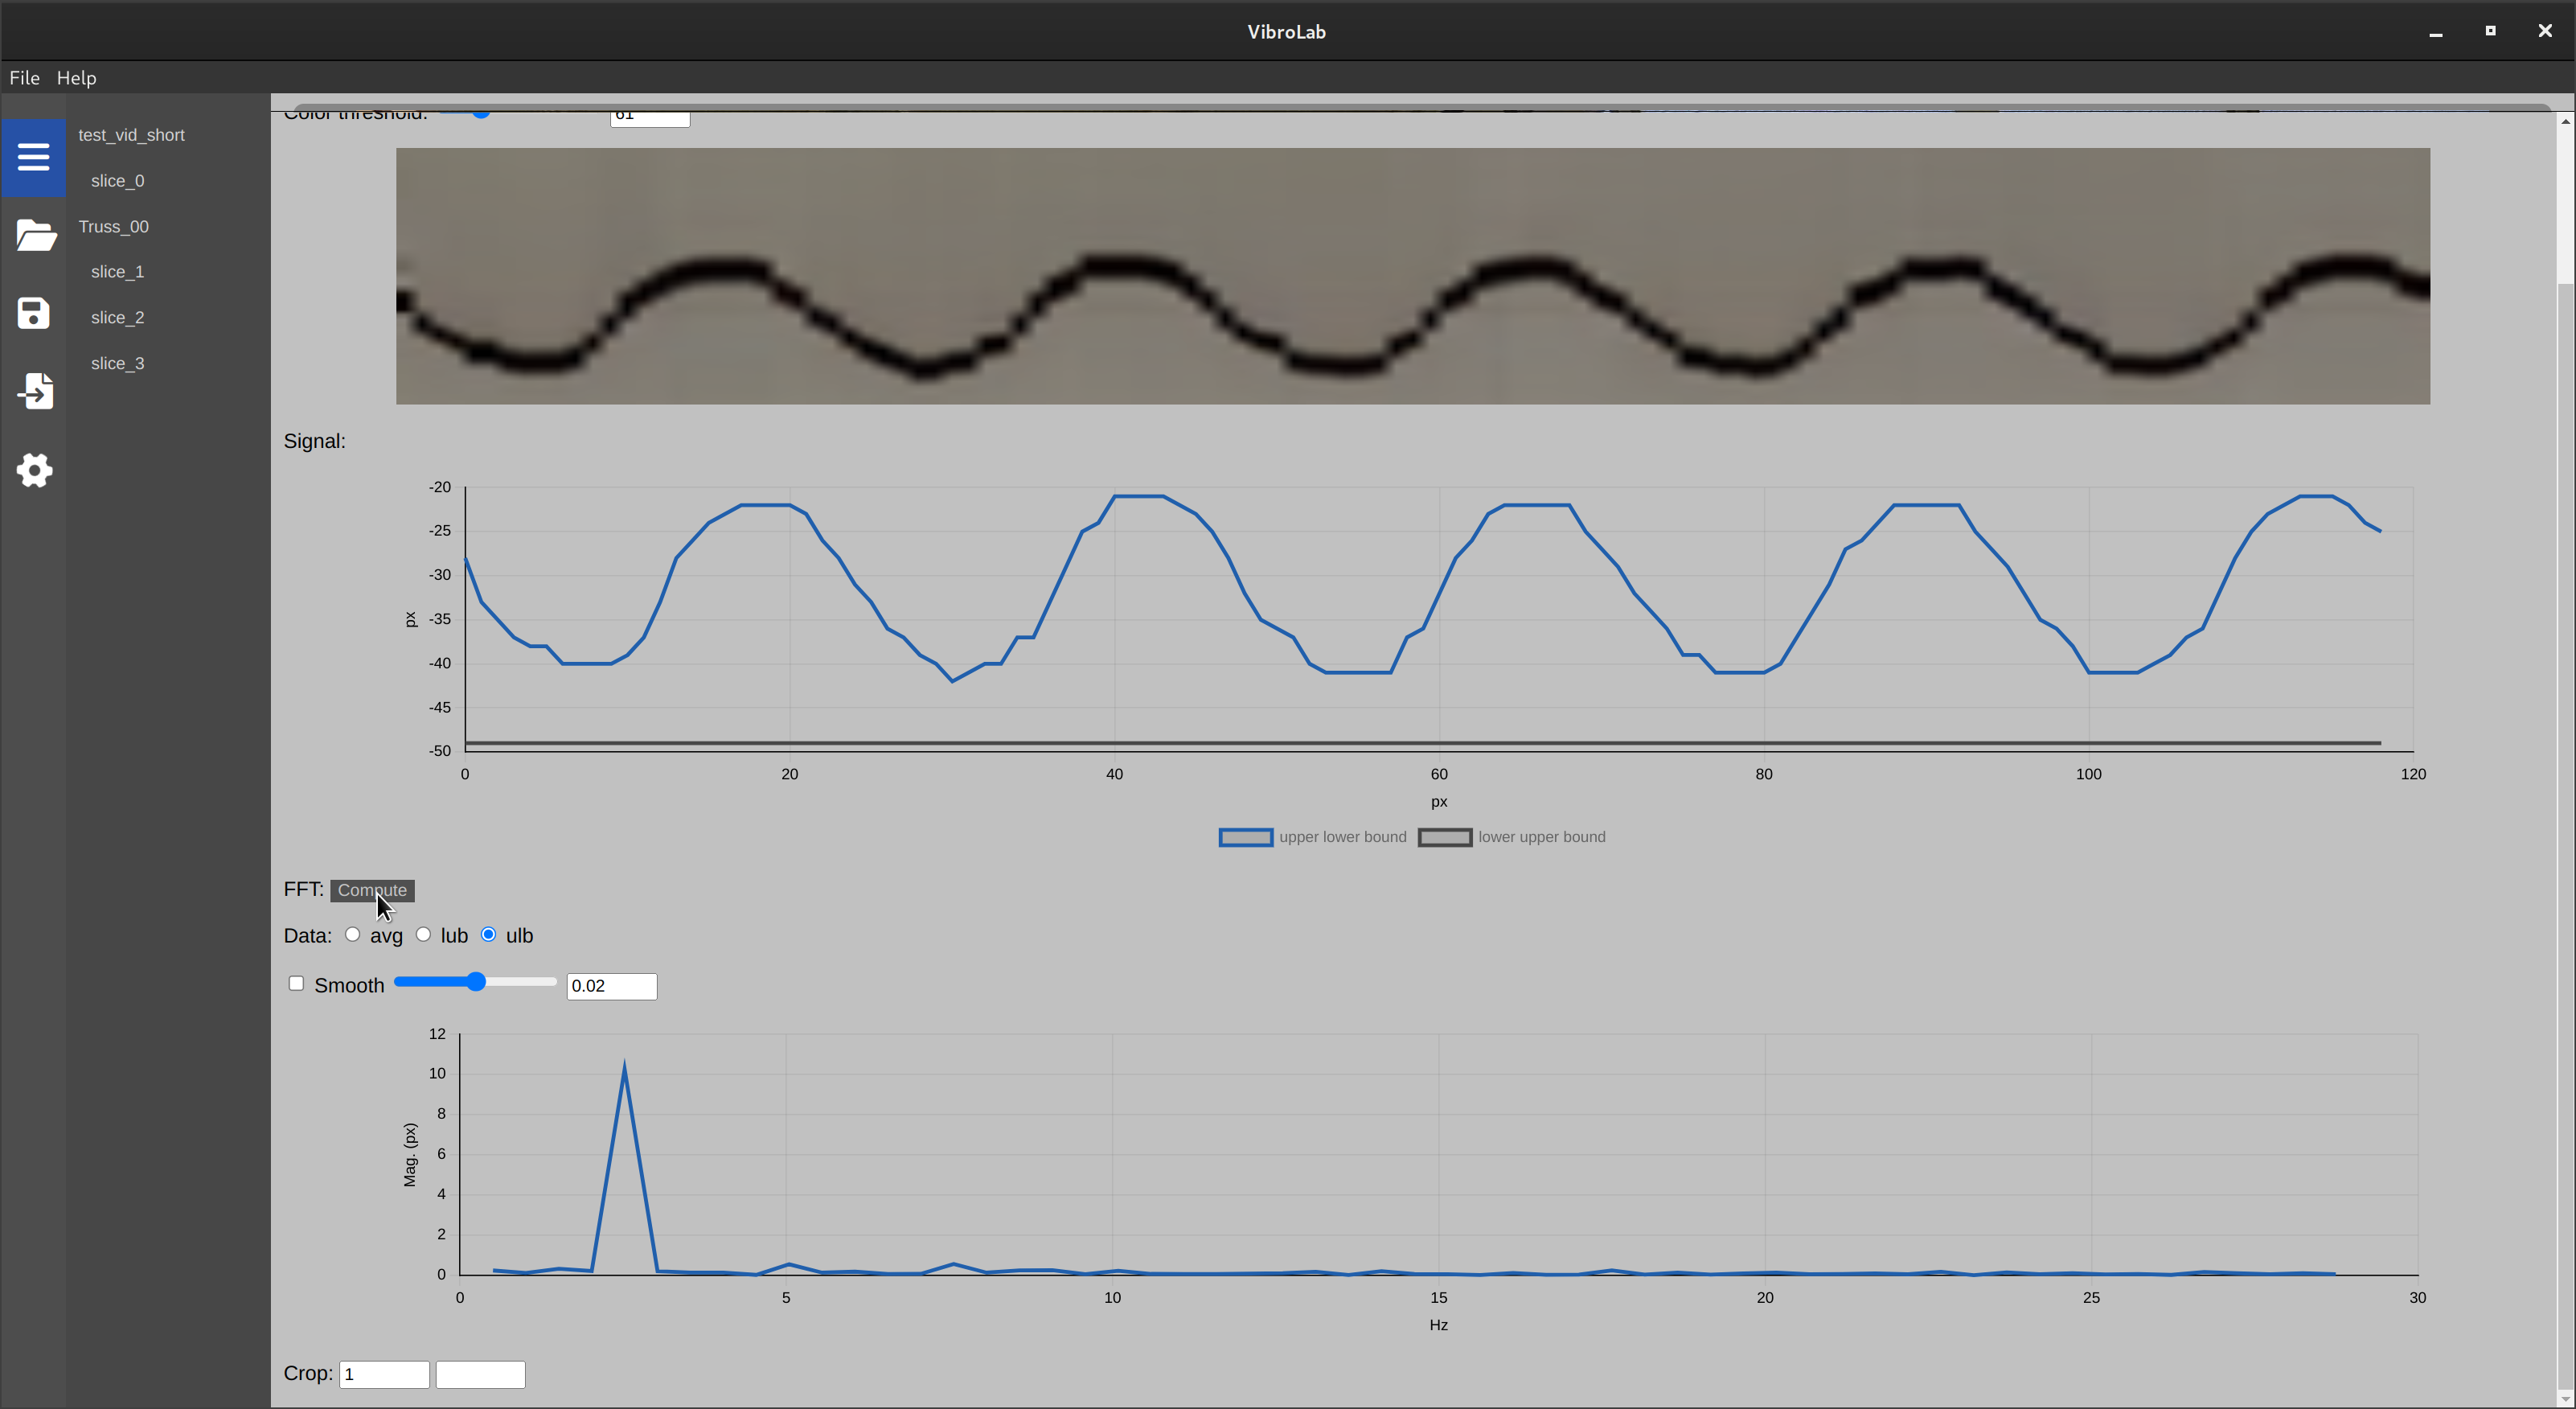 VibroLab
File Help
test_vid_short
slice_0
Truss_00
slice_1
slice_2
slice_3
Color threshold: 61
Signal:
-20
-25
-30
-35
-40
-45
-50
px
0 20 40 60 80 100 120
px
upper lower bound lower upper bound
FFT: Compute
Data: avg lub ulb
Smooth 0.02
12
10
8
6
4
2
0
Mag. (px)
0 5 10 15 20 25 30
Hz
Crop: 1